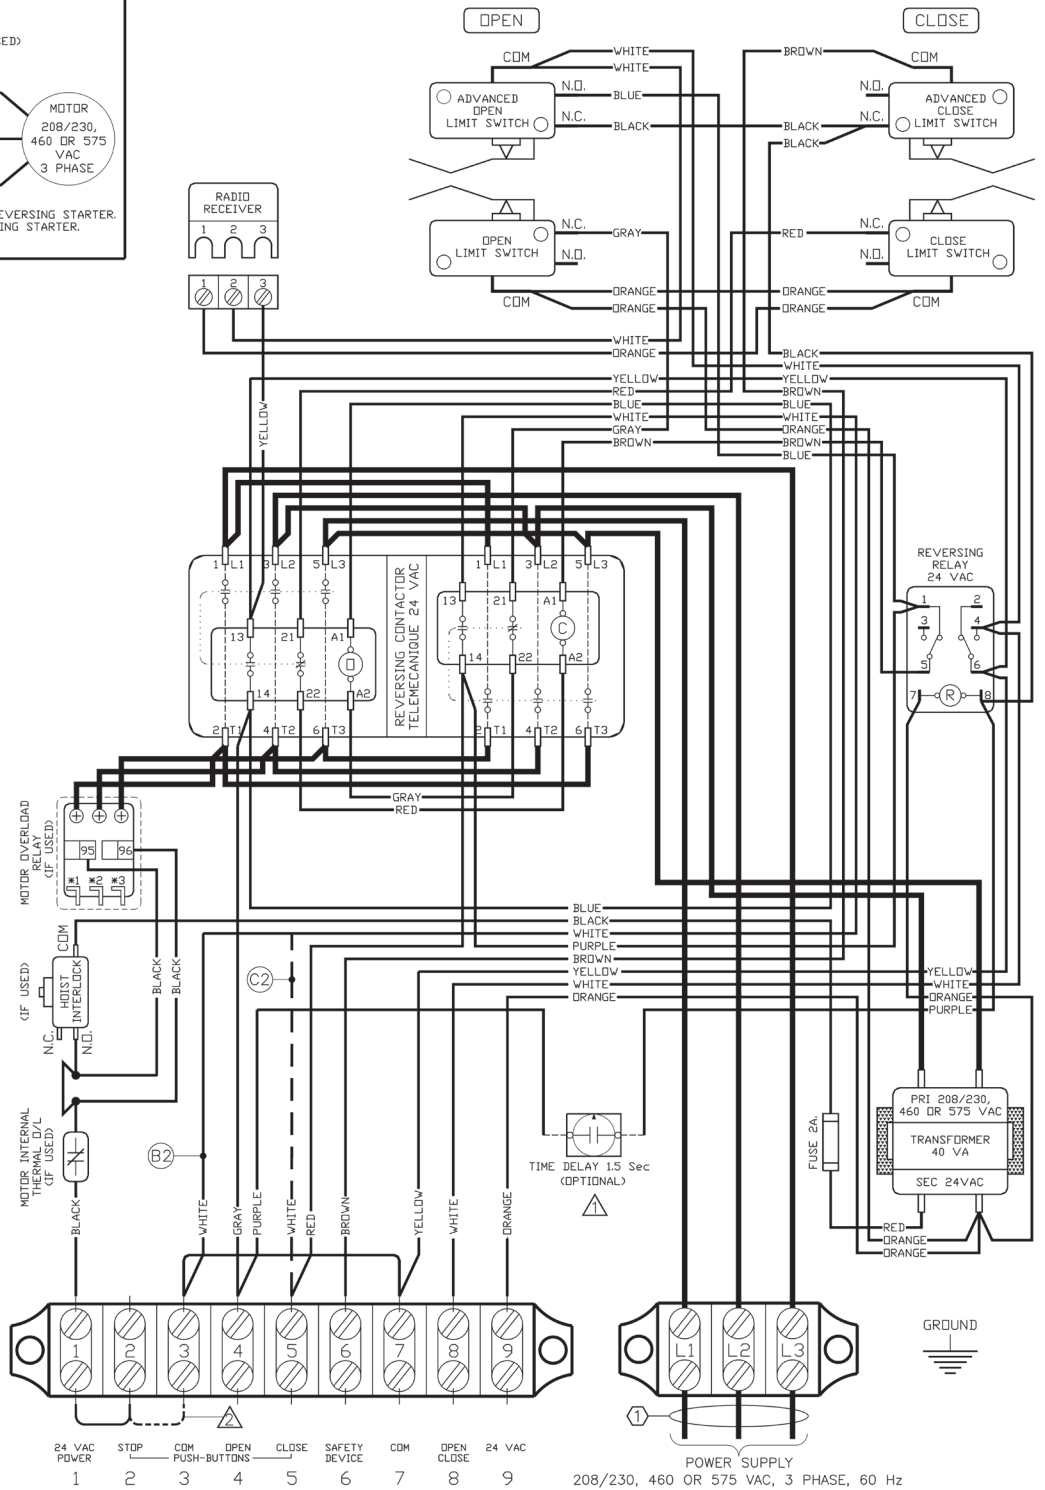 OPEN
CLOSE
ED)
MOTOR
208/230,
460 OR 575
VAC
3 PHASE
EVERSING STARTER.
ING STARTER.
COM
WHITE
WHITE
N.O.
BLUE
N.C.
BLACK
ADVANCED
OPEN
LIMIT SWITCH
BROWN
COM
N.O.
N.C.
BLACK
BLACK
ADVANCED
CLOSE
LIMIT SWITCH
RADIO
RECEIVER
1 2 3
1 2 3
OPEN
LIMIT SWITCH
N.C.
GRAY
N.O.
COM
ORANGE
ORANGE
RED
N.C.
N.O.
CLOSE
LIMIT SWITCH
ORANGE
ORANGE
COM
WHITE
ORANGE
BLACK
WHITE
YELLOW
YELLOW
RED
BROWN
BLUE
BLUE
WHITE
WHITE
GRAY
ORANGE
BROWN
BROWN
BLUE
YELLOW
1 L1 3 L2 5 L3
13 21 A1
O
14 22 A2
2 T1 4 T2 6 T3
REVERSING CONTACTOR
TELEMECANIQUE 24 VAC
1 L1 3 L2 5 L3
13 21 A1
C
14 22 A2
2 T1 4 T2 6 T3
REVERSING
RELAY
24 VAC
1 2
3 4
5 6
7 R 8
GRAY
RED
MOTOR OVERLOAD
RELAY
(IF USED)
95 96
*1 *2 *3
BLUE
BLACK
WHITE
PURPLE
BROWN
YELLOW
WHITE
ORANGE
YELLOW
WHITE
ORANGE
PURPLE
COM
(IF USED)
HOIST
INTERLOCK
N.C.
N.O.
BLACK
BLACK
C2
B2
MOTOR INTERNAL
THERMAL O/L
(IF USED)
TIME DELAY 1.5 Sec
(OPTIONAL)
1
FUSE 2A.
PRI 208/230,
460 OR 575 VAC
TRANSFORMER
40 VA
SEC 24VAC
RED
ORANGE
ORANGE
BLACK
WHITE
GRAY
PURPLE
WHITE
RED
BROWN
YELLOW
WHITE
ORANGE
1 2 3 4 5 6 7 8 9
L1 L2 L3
GROUND
2
1
24 VAC
POWER
STOP
COM
OPEN
CLOSE
PUSH-BUTTONS
SAFETY
DEVICE
COM
OPEN
CLOSE
24 VAC
1 2 3 4 5 6 7 8 9
POWER SUPPLY
208/230, 460 OR 575 VAC, 3 PHASE, 60 Hz